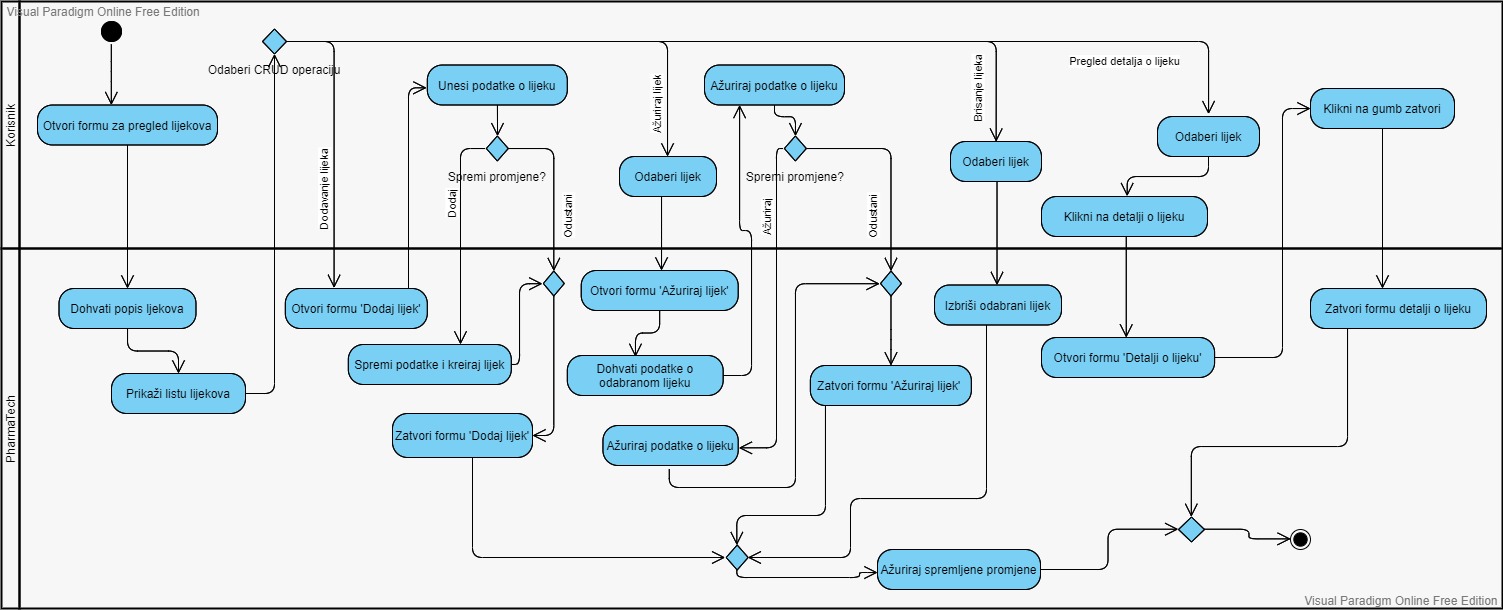 Visual Paradigm Online Free Edition
Korisnik
Odaberi CRUD operaciju
Otvori formu za pregled lijekova
Dodavanje lijeka
Unesi podatke o lijeku
Spremi promjene?
Dodaj
Odustani
Ažuriraj lijek
Odaberi lijek
Ažuriraj podatke o lijeku
Spremi promjene?
Ažuriraj
Odustani
Brisanje lijeka
Odaberi lijek
Pregled detalja o lijeku
Odaberi lijek
Klikni na detalji o lijeku
Klikni na gumb zatvori
PharmaTech
Dohvati popis ljekova
Prikaži listu lijekova
Otvori formu 'Dodaj lijek'
Spremi podatke i kreiraj lijek
Zatvori formu 'Dodaj lijek'
Otvori formu 'Ažuriraj lijek'
Dohvati podatke o
odabranom lijeku
Ažuriraj podatke o lijeku
Zatvori formu 'Ažuriraj lijek'
Izbriši odabrani lijek
Otvori formu 'Detalji o lijeku'
Zatvori formu detalji o lijeku
Ažuriraj spremljene promjene
Visual Paradigm Online Free Edition